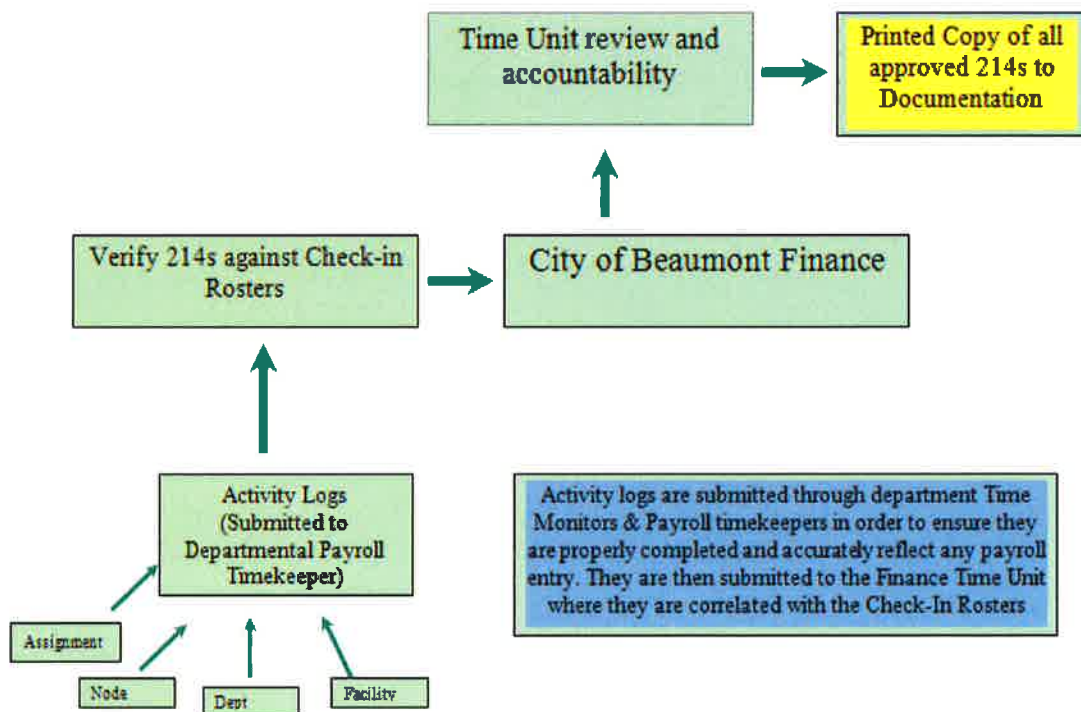 Time Unit review and
accountability
Printed Copy of all
approved 214s to
Documentation
Verify 214s against Check-in
Rosters
City of Beaumont Finance
Activity Logs
(Submitted to
Departmental Payroll
Timekeeper)
Activity logs are submitted through department Time
Monitors & Payroll timekeepers in order to ensure they
are properly completed and accurately reflect any payroll
entry. They are then submitted to the Finance Time Unit
where they are correlated with the Check-In Rosters
Assignment
Node
Dept
Facility